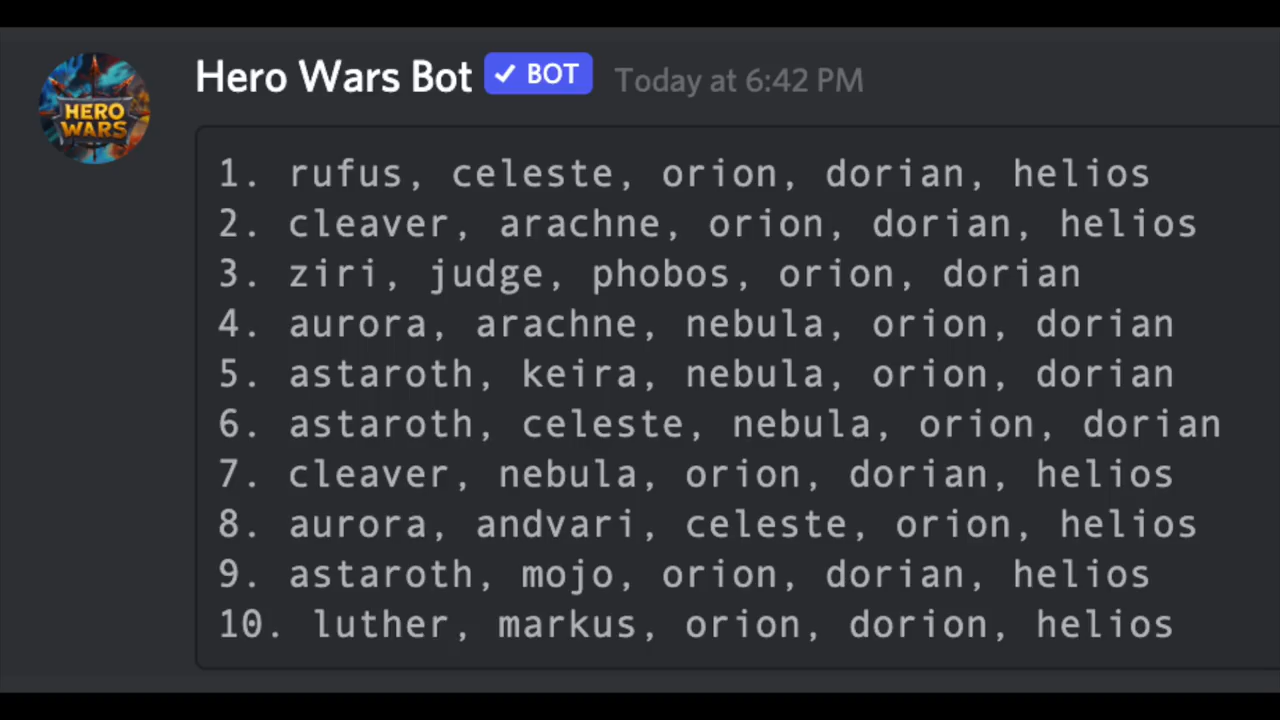 Hero Wars Bot ✓ BOT Today at 6:42 PM
HERO
WARS
1. rufus, celeste, orion, dorian, helios
2. cleaver, arachne, orion, dorian, helios
3. ziri, judge, phobos, orion, dorian
4. aurora, arachne, nebula, orion, dorian
5. astaroth, keira, nebula, orion, dorian
6. astaroth, celeste, nebula, orion, dorian
7. cleaver, nebula, orion, dorian, helios
8. aurora, andvari, celeste, orion, helios
9. astaroth, mojo, orion, dorian, helios
10. luther, markus, orion, dorion, helios